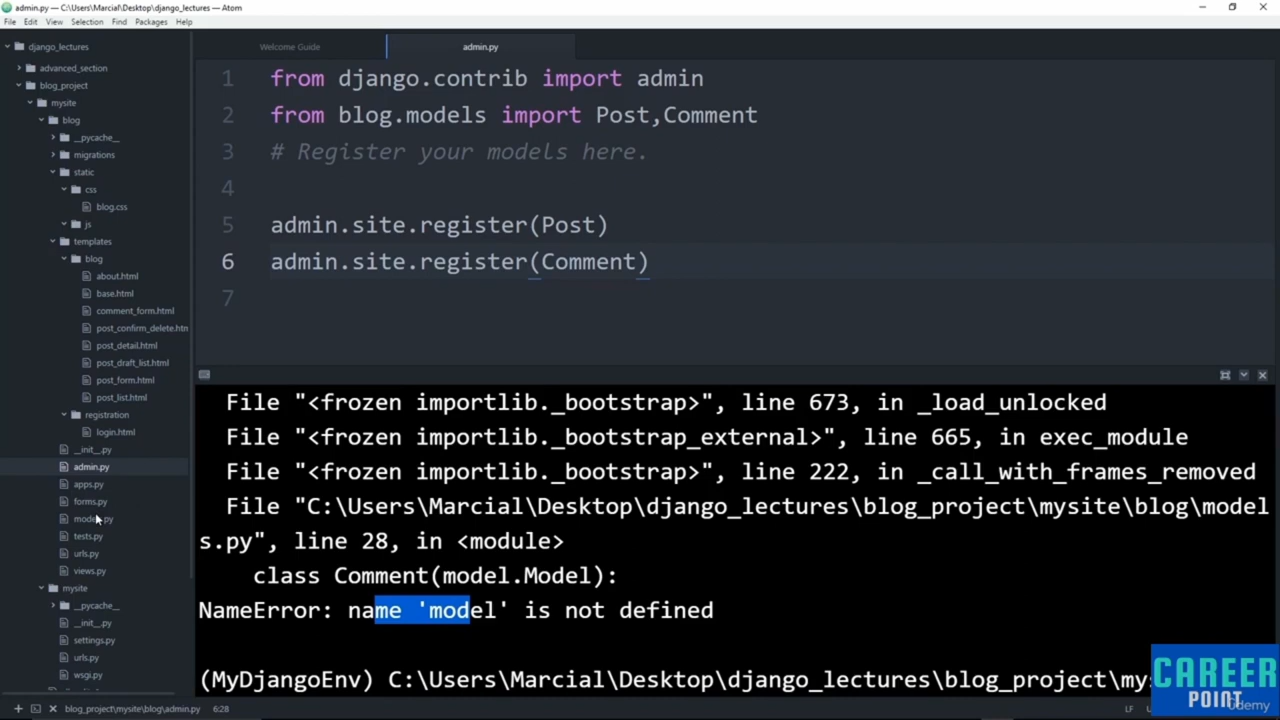 admin.py — C:\Users\Marcial\Desktop\django_lectures — Atom
File Edit View Selection Find Packages Help
django_lectures
advanced_section
blog_project
mysite
blog
__pycache__
migrations
static
css
blog.css
js
templates
blog
about.html
base.html
comment_form.html
post_confirm_delete.htm
post_detail.html
post_draft_list.html
post_form.html
post_list.html
registration
login.html
__init__.py
admin.py
apps.py
forms.py
models.py
tests.py
urls.py
views.py
mysite
__pycache__
__init__.py
settings.py
urls.py
wsgi.py
Welcome Guide
admin.py
1 from django.contrib import admin
2 from blog.models import Post,Comment
3 # Register your models here.
4
5 admin.site.register(Post)
6 admin.site.register(Comment)
7
File "<frozen importlib._bootstrap>", line 673, in _load_unlocked
File "<frozen importlib._bootstrap_external>", line 665, in exec_module
File "<frozen importlib._bootstrap>", line 222, in _call_with_frames_removed
File "C:\Users\Marcial\Desktop\django_lectures\blog_project\mysite\blog\model
s.py", line 28, in <module>
class Comment(model.Model):
NameError: name 'model' is not defined
(MyDjangoEnv) C:\Users\Marcial\Desktop\django_lectures\blog_project\mys
blog_project\mysite\blog\admin.py 6:28
LF
CAREER
POINT
Udemy